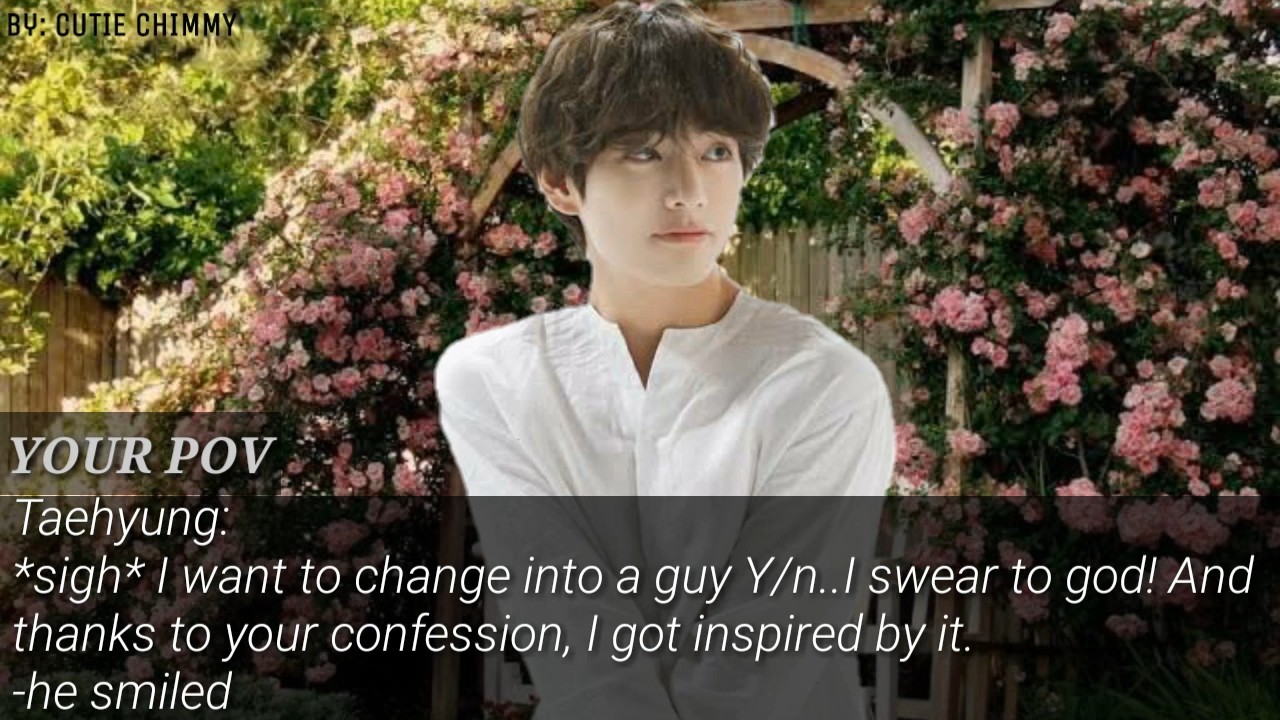 BY: CUTIE CHIMMY
YOUR POV
Taehyung:
*sigh* I want to change into a guy Y/n..I swear to god! And
thanks to your confession, I got inspired by it.
-he smiled